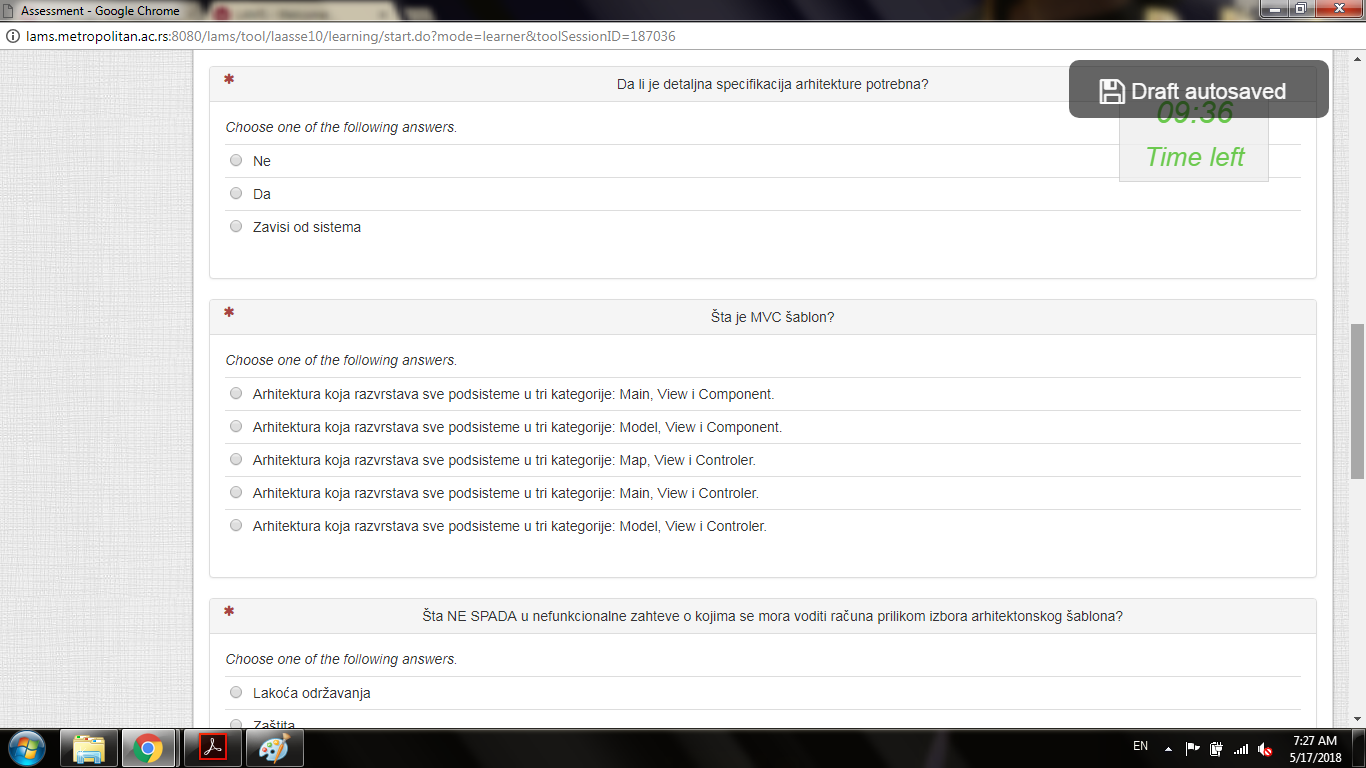 Assessment - Google Chrome
lams.metropolitan.ac.rs:8080/lams/tool/laasse10/learning/start.do?mode=learner&toolSessionID=187036
* Da li je detaljna specifikacija arhitekture potrebna?
Draft autosaved
09:36
Time left
Choose one of the following answers.
Ne
Da
Zavisi od sistema
* Šta je MVC šablon?
Choose one of the following answers.
Arhitektura koja razvrstava sve podsisteme u tri kategorije: Main, View i Component.
Arhitektura koja razvrstava sve podsisteme u tri kategorije: Model, View i Component.
Arhitektura koja razvrstava sve podsisteme u tri kategorije: Map, View i Controler.
Arhitektura koja razvrstava sve podsisteme u tri kategorije: Main, View i Controler.
Arhitektura koja razvrstava sve podsisteme u tri kategorije: Model, View i Controler.
* Šta NE SPADA u nefunkcionalne zahteve o kojima se mora voditi računa prilikom izbora arhitektonskog šablona?
Choose one of the following answers.
Lakoća održavanja
Zaštita
EN
7:27 AM
5/17/2018